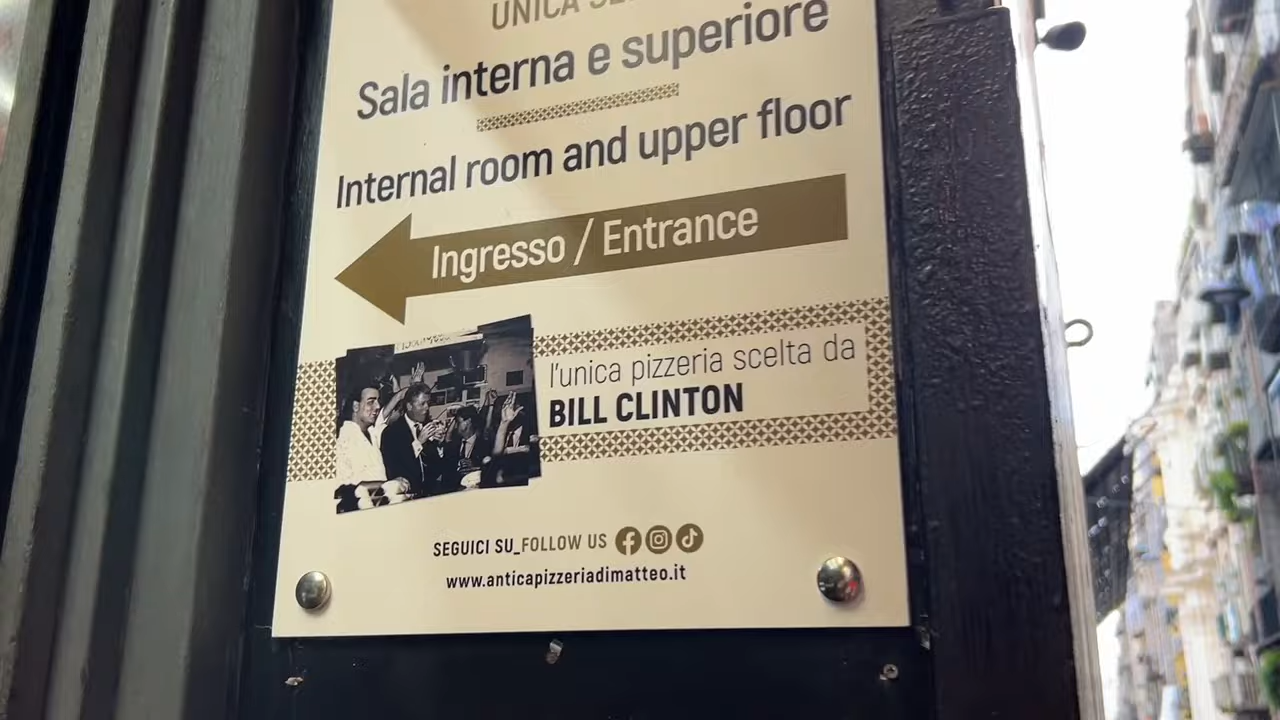 UNICA
Sala interna e superiore
Internal room and upper floor
Ingresso / Entrance
l'unica pizzeria scelta da
BILL CLINTON
SEGUICI SU_FOLLOW US
www.anticapizzeriadimatteo.it